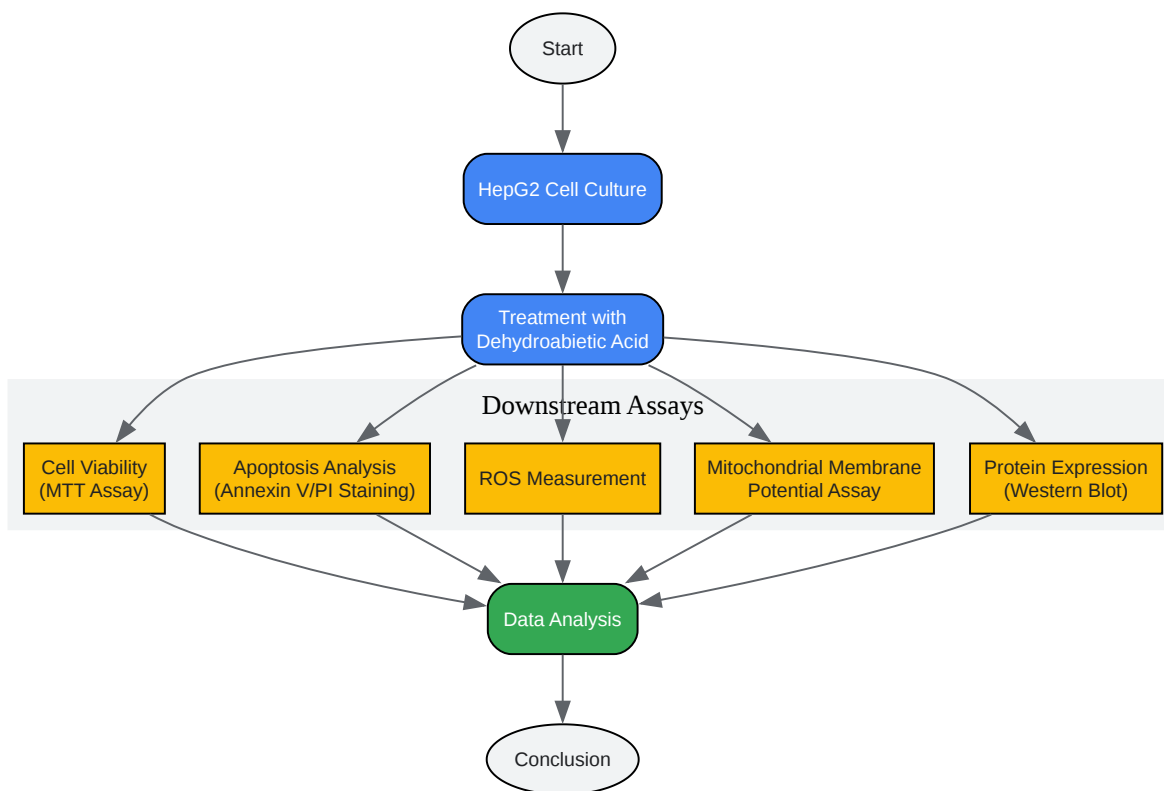 Start
HepG2 Cell Culture
Treatment with
Dehydroabietic Acid
Downstream Assays
Cell Viability
(MTT Assay)
Apoptosis Analysis
(Annexin V/PI Staining)
ROS Measurement
Mitochondrial Membrane
Potential Assay
Protein Expression
(Western Blot)
Data Analysis
Conclusion